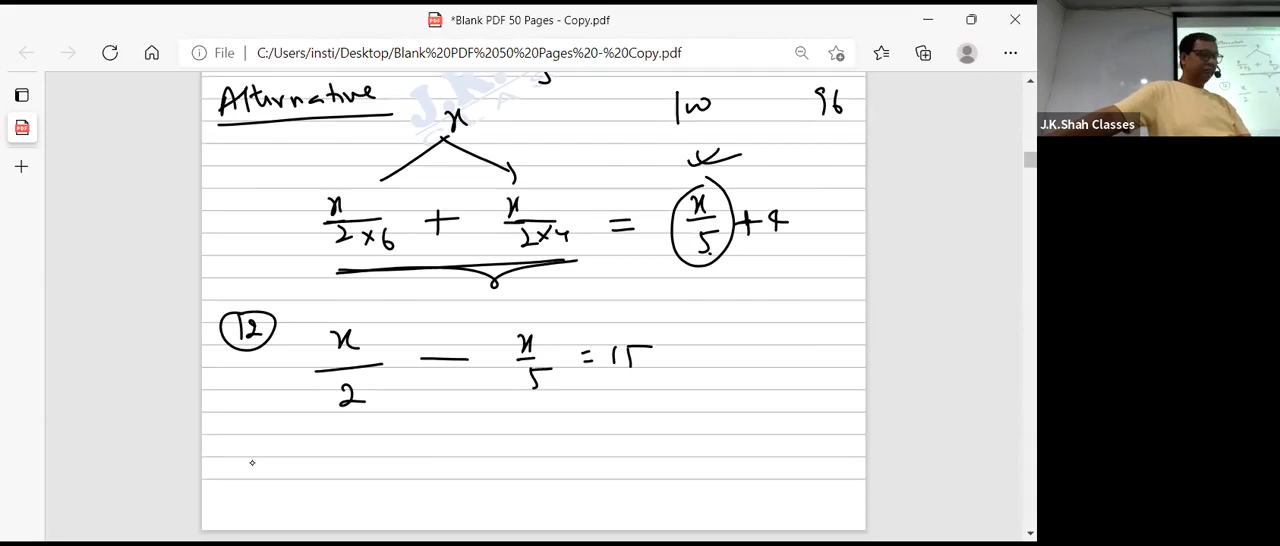 *Blank PDF 50 Pages - Copy.pdf
File C:/Users/insti/Desktop/Blank%20PDF%2050%20Pages%20-%20Copy.pdf
J.K.Shah Classes
Alternative
x
100 96
x/2×6 + x/2×4 = x/5 + 4
12 x/2 — x/5 = 15